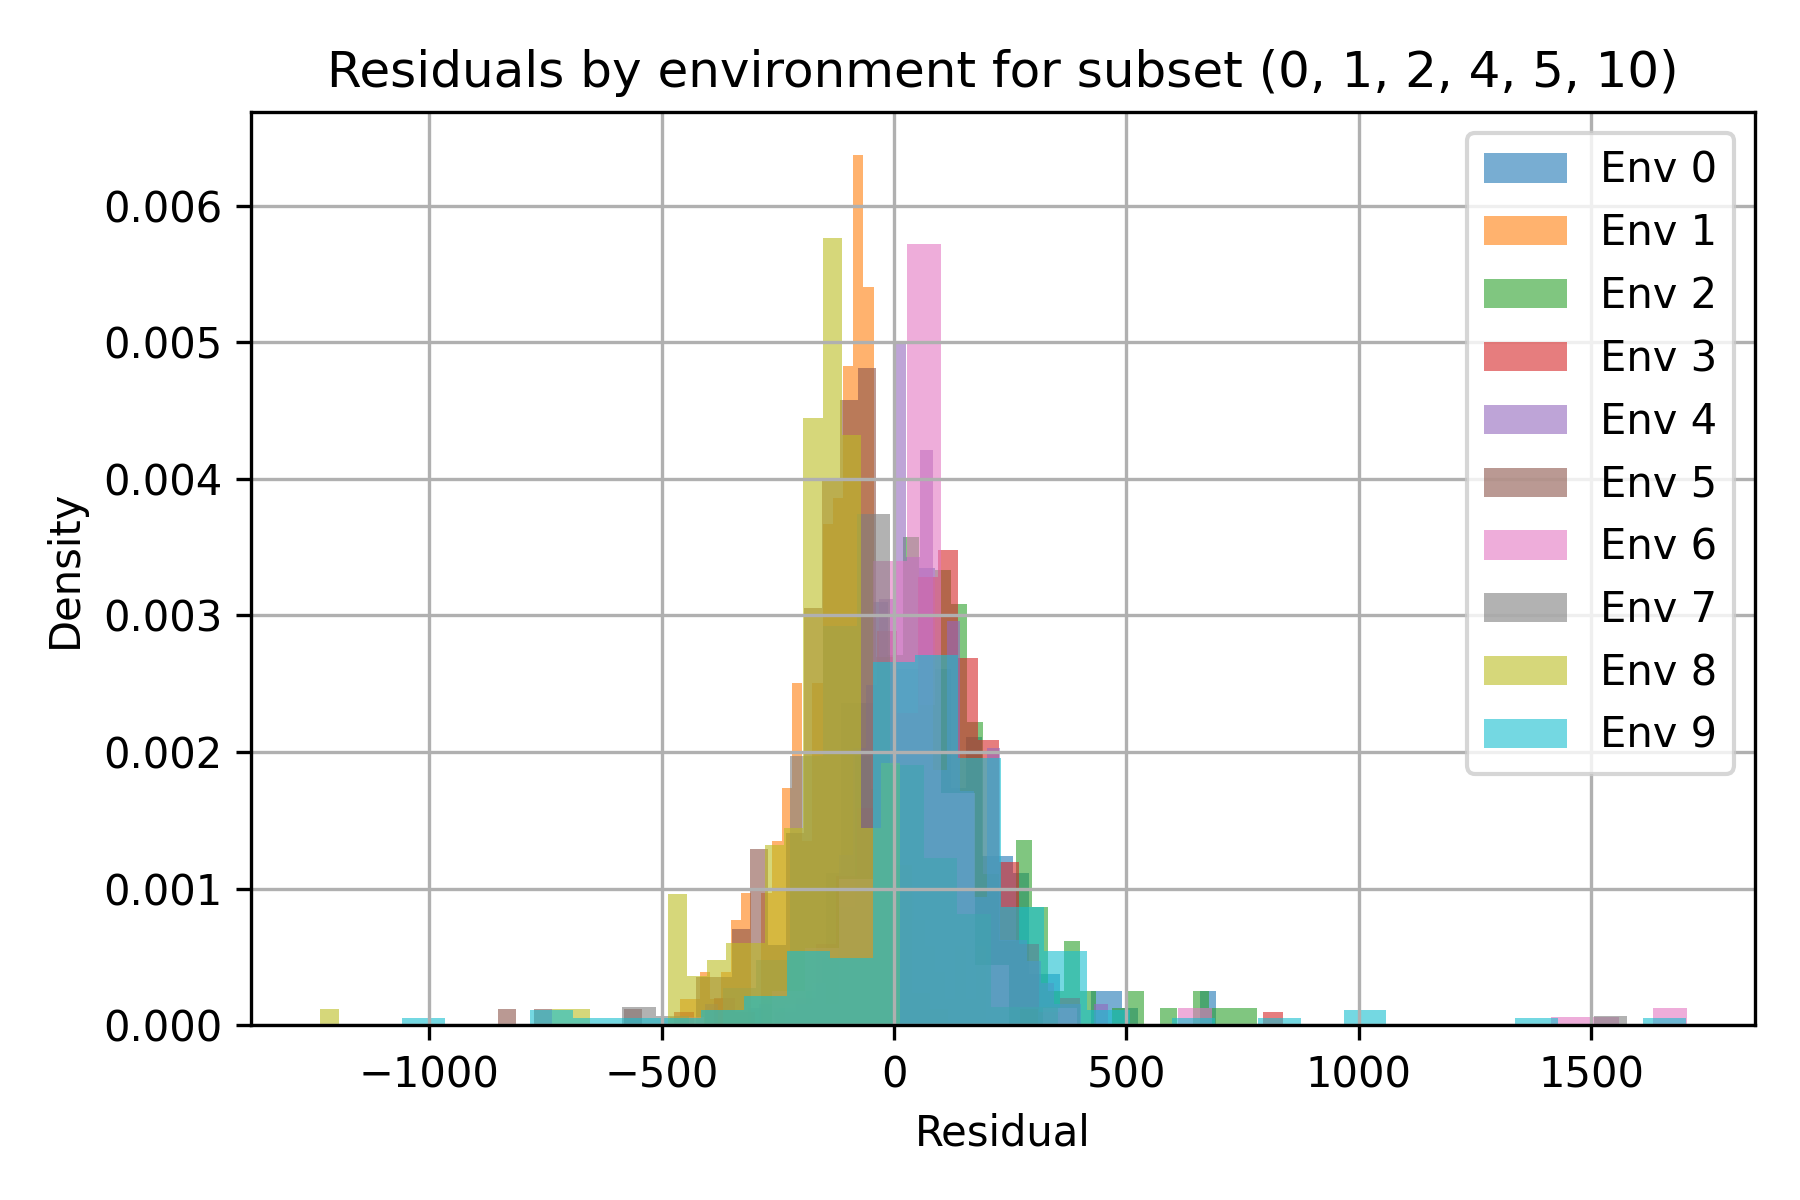 Residuals by environment for subset (0, 1, 2, 4, 5, 10)
Env 0
Env 1
Env 2
Env 3
Env 4
Env 5
Env 6
Env 7
Env 8
Env 9
0.006
0.005
0.004
0.003
0.002
0.001
0.000
Density
−1000
−500
0
500
1000
1500
Residual